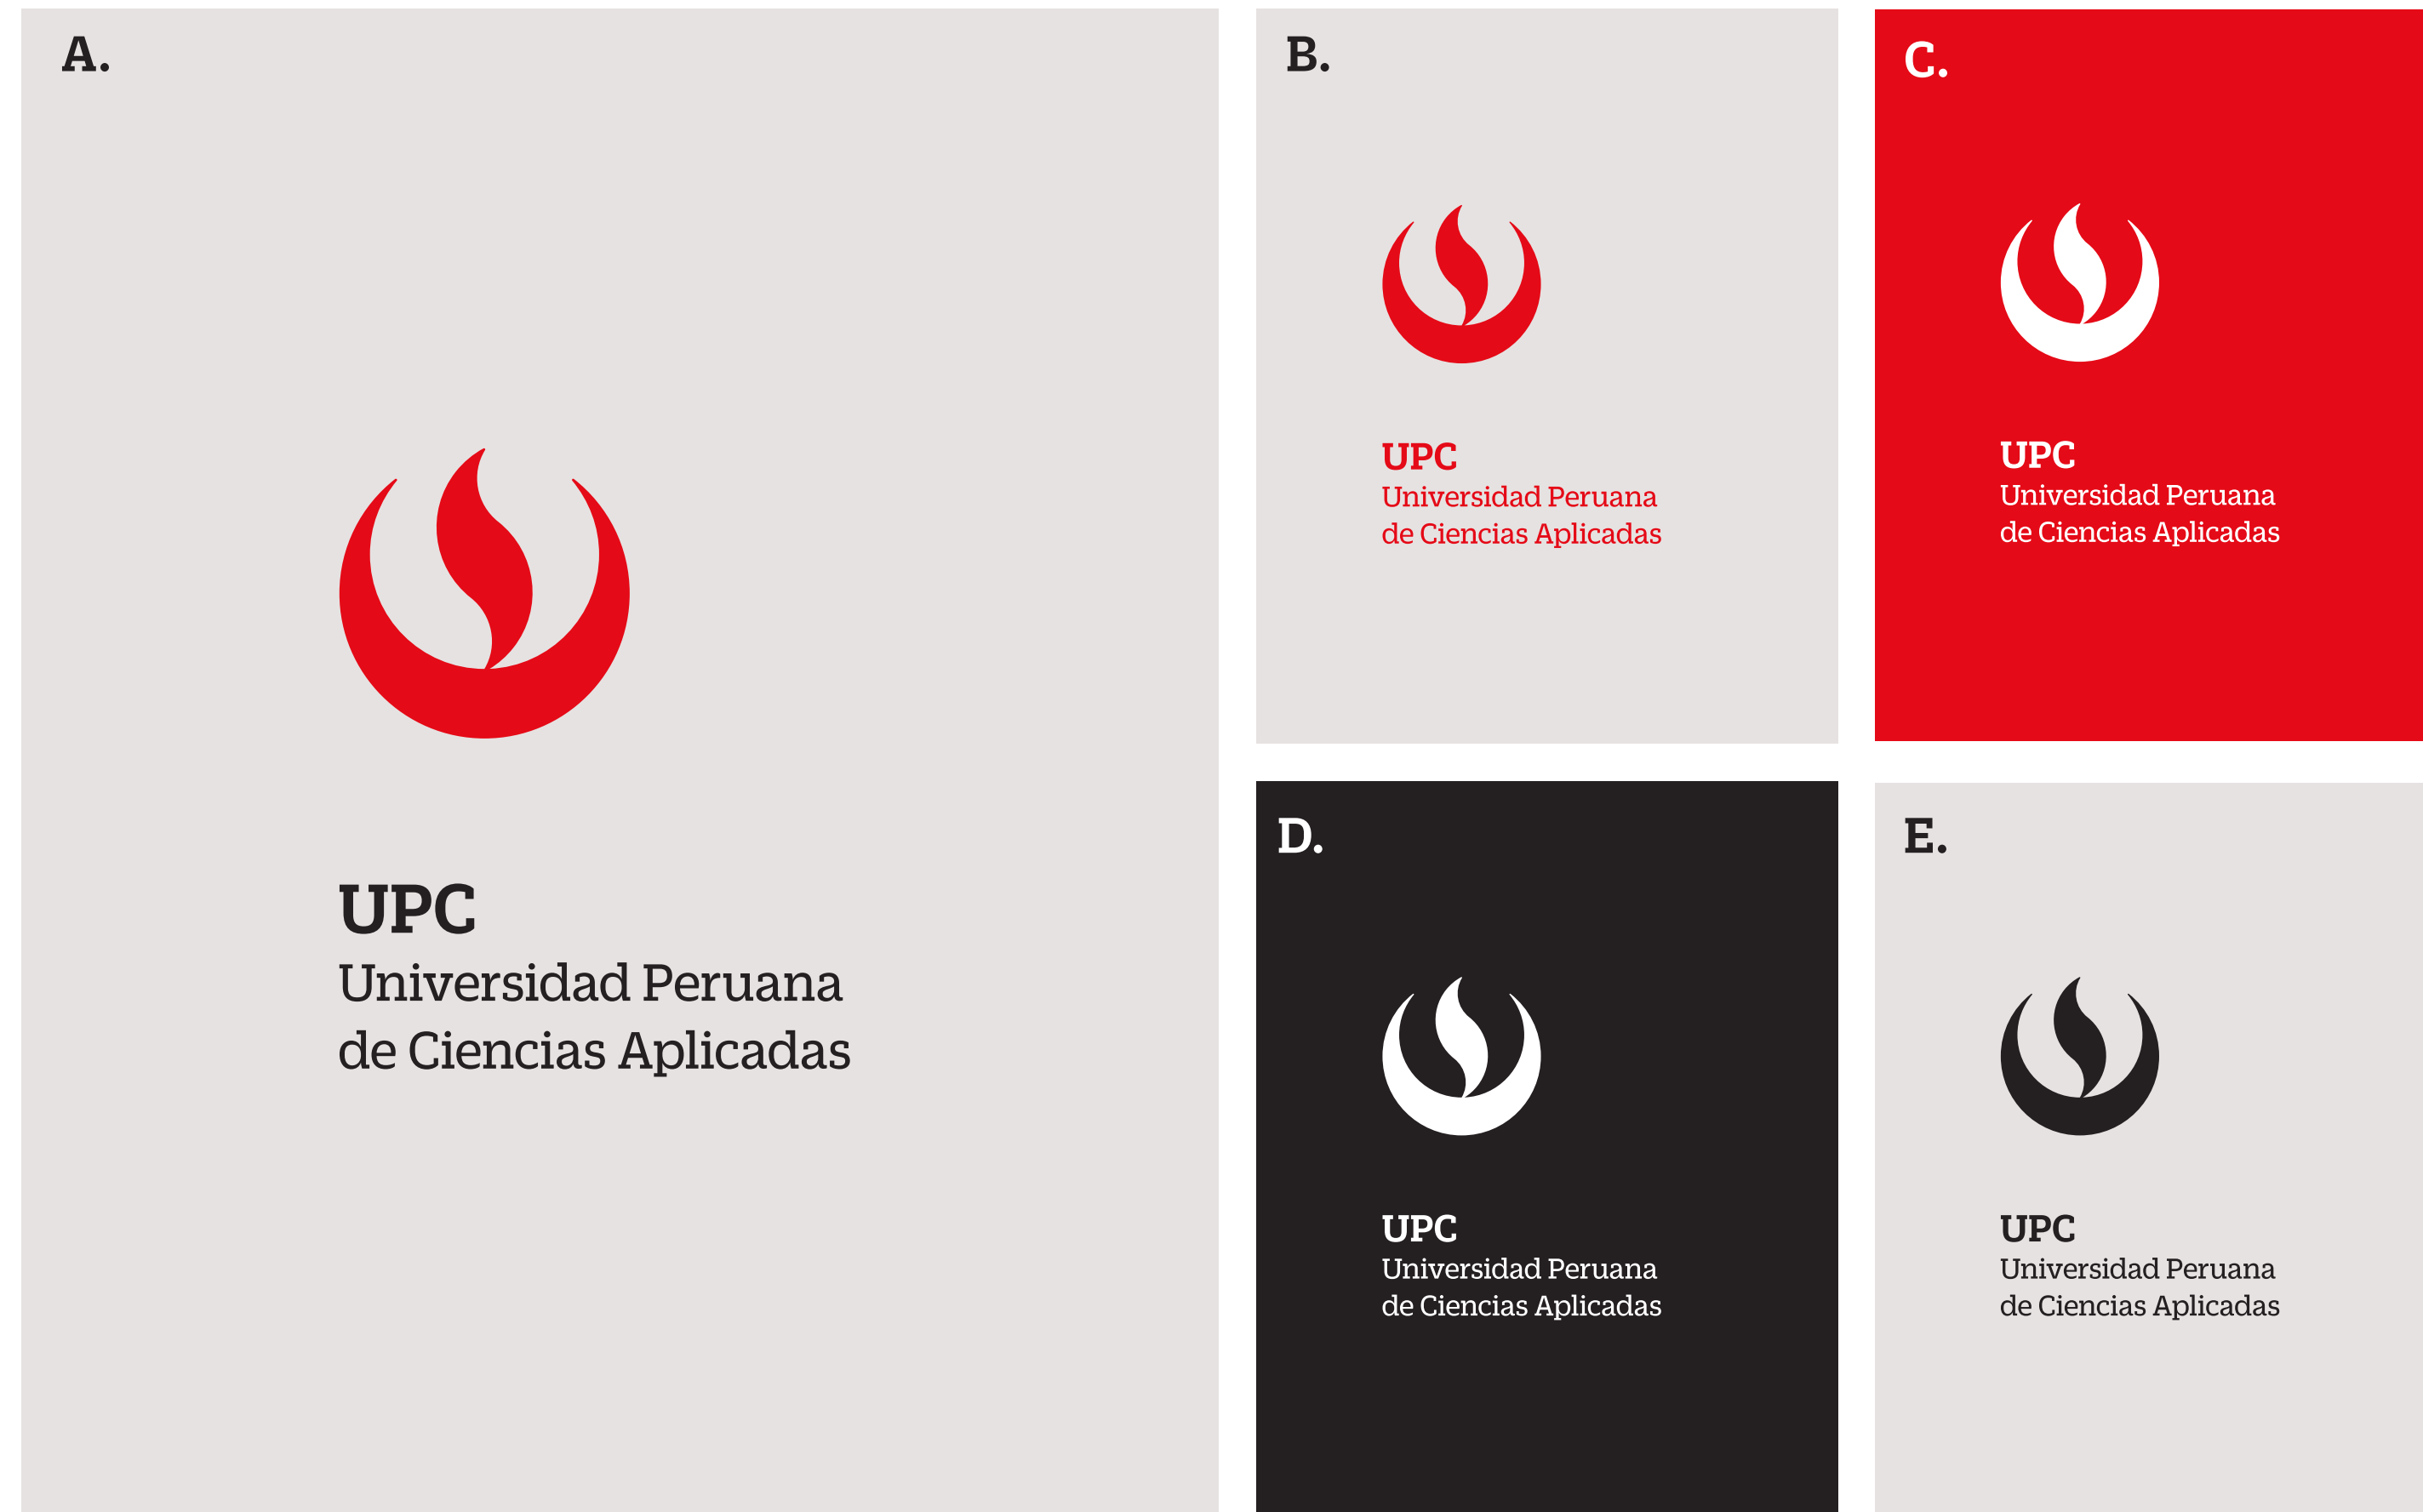 A.
UPC
Universidad Peruana
de Ciencias Aplicadas
B.
UPC
Universidad Peruana
de Ciencias Aplicadas
C.
UPC
Universidad Peruana
de Ciencias Aplicadas
D.
UPC
Universidad Peruana
de Ciencias Aplicadas
E.
UPC
Universidad Peruana
de Ciencias Aplicadas